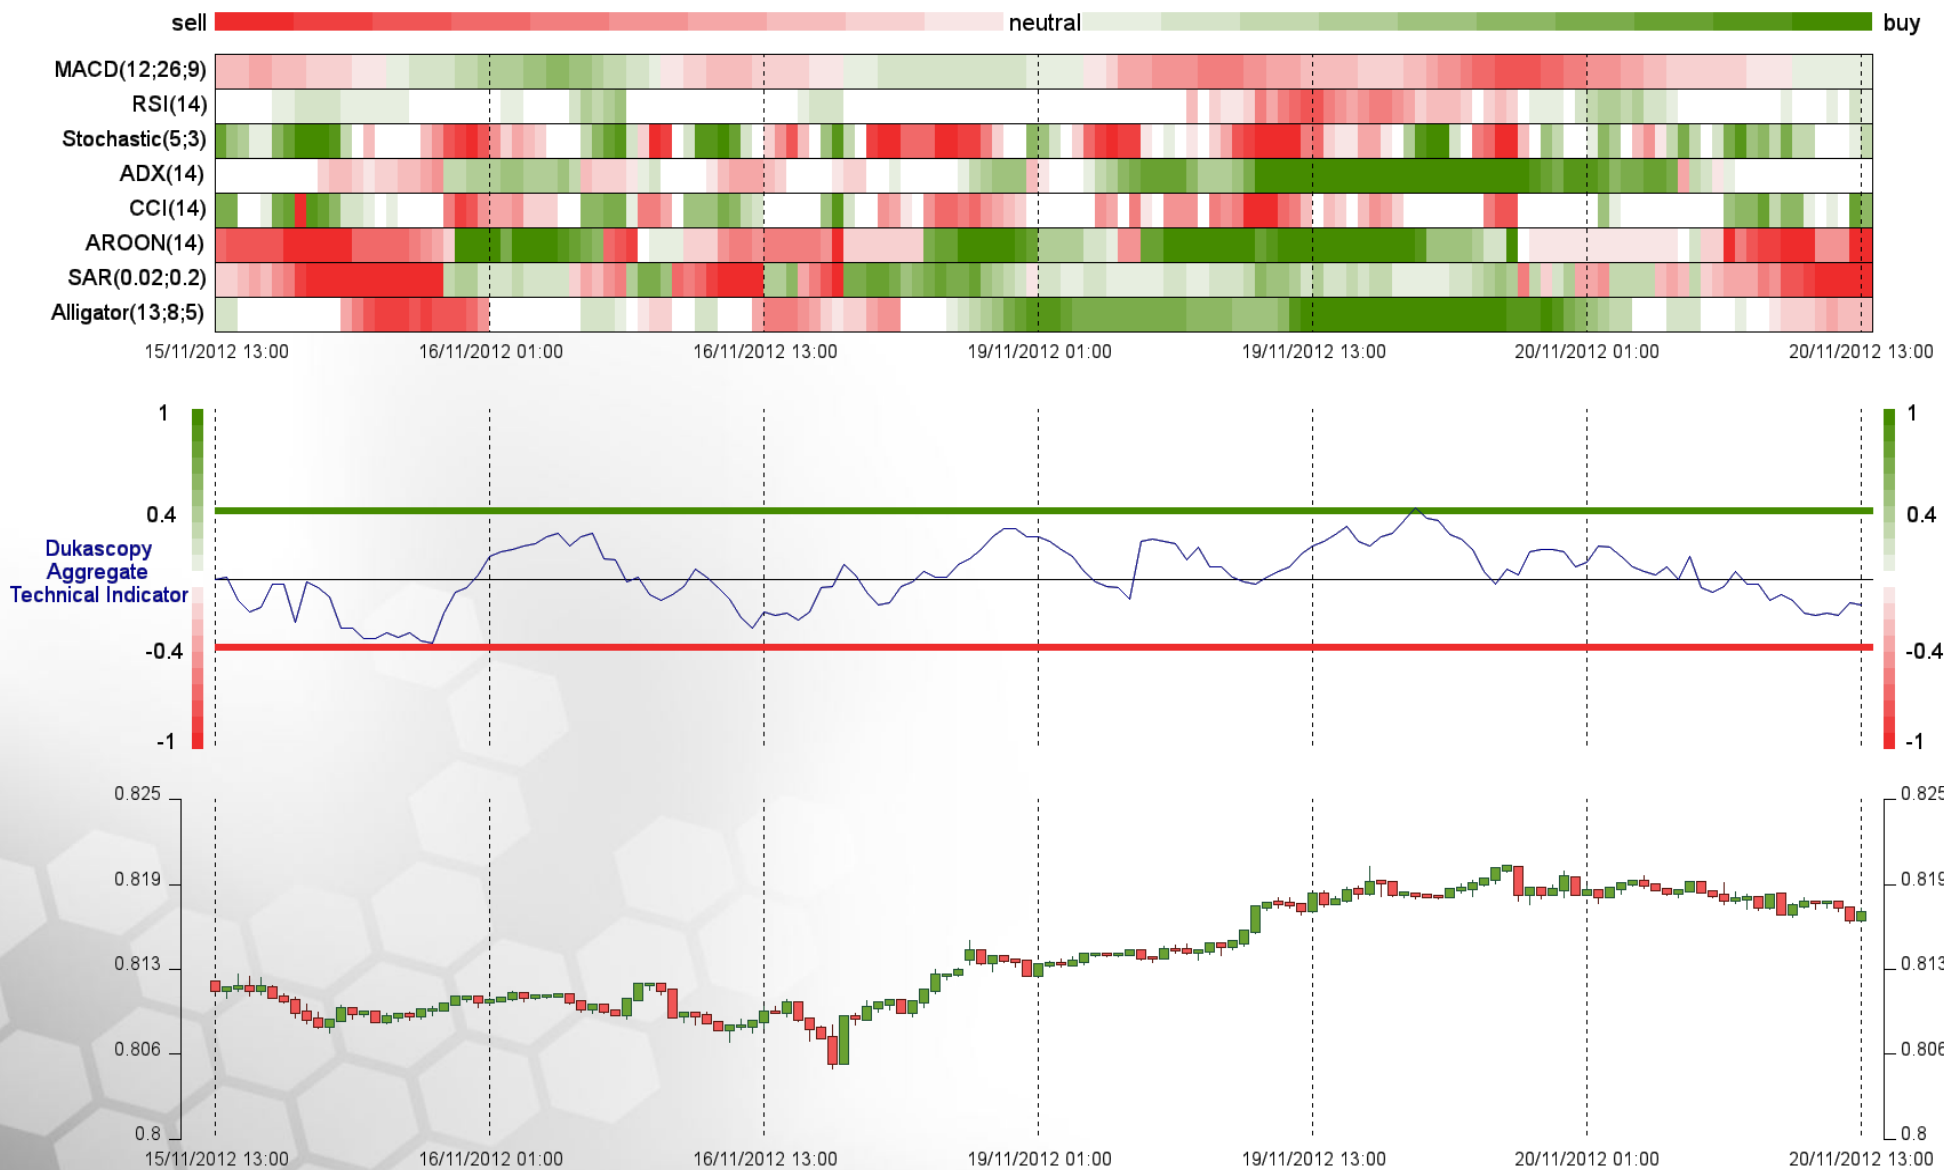 sell neutral buy
MACD(12;26;9)
RSI(14)
Stochastic(5;3)
ADX(14)
CCI(14)
AROON(14)
SAR(0.02;0.2)
Alligator(13;8;5)
15/11/2012 13:00 16/11/2012 01:00 16/11/2012 13:00 19/11/2012 01:00 19/11/2012 13:00 20/11/2012 01:00 20/11/2012 13:00
1 1
0.4 0.4
Dukascopy
Aggregate
Technical Indicator
-0.4 -0.4
-1 -1
0.825 0.825
0.819 0.819
0.813 0.813
0.806 0.806
0.8 0.8
15/11/2012 13:00 16/11/2012 01:00 16/11/2012 13:00 19/11/2012 01:00 19/11/2012 13:00 20/11/2012 01:00 20/11/2012 13:00